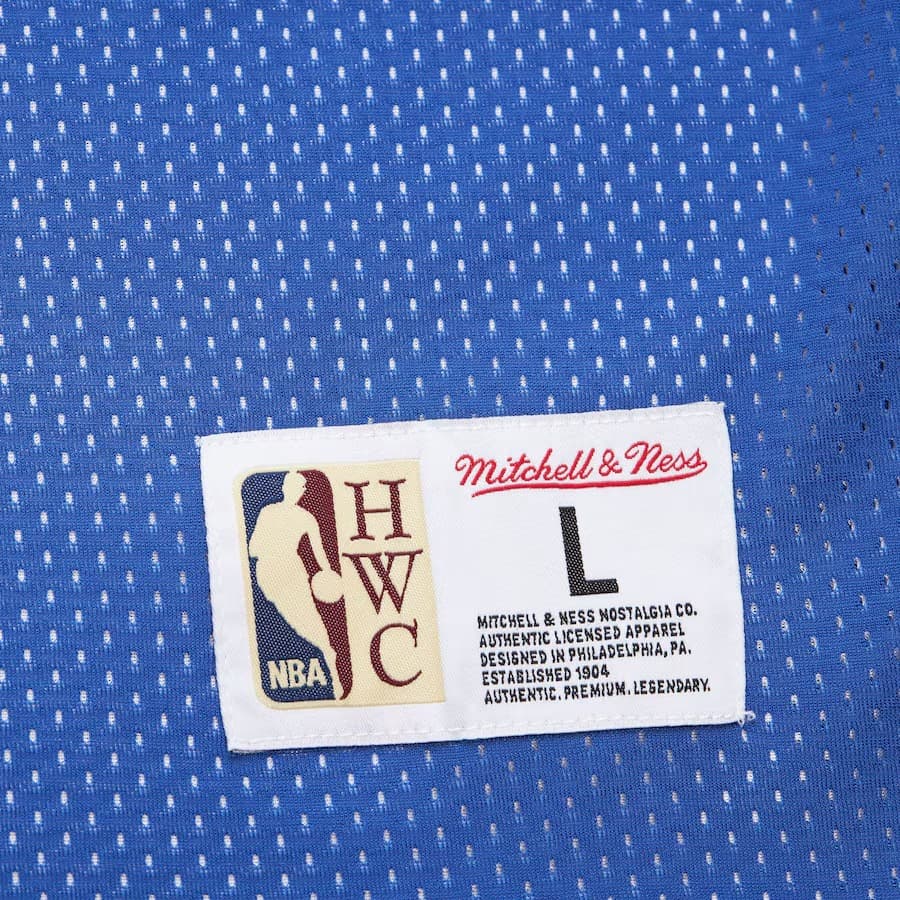 NBA
H
W
C
Mitchell & Ness
L
MITCHELL & NESS NOSTALGIA CO.
AUTHENTIC LICENSED APPAREL
DESIGNED IN PHILADELPHIA, PA.
ESTABLISHED 1904
AUTHENTIC. PREMIUM. LEGENDARY.